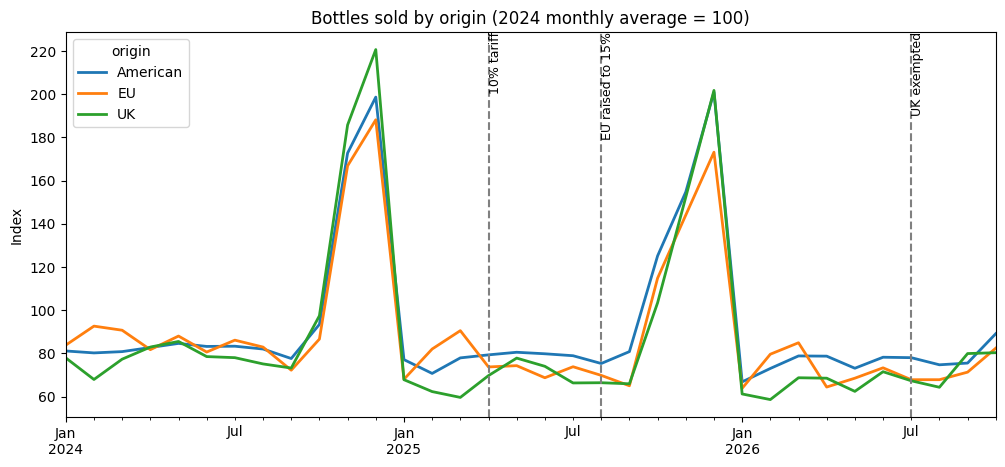 Bottles sold by origin (2024 monthly average = 100)
origin
American
EU
UK
10% tariff
EU raised to 15%
UK exempted
Index
220
200
180
160
140
120
100
80
60
Jan
2024
Jul
Jan
2025
Jul
Jan
2026
Jul